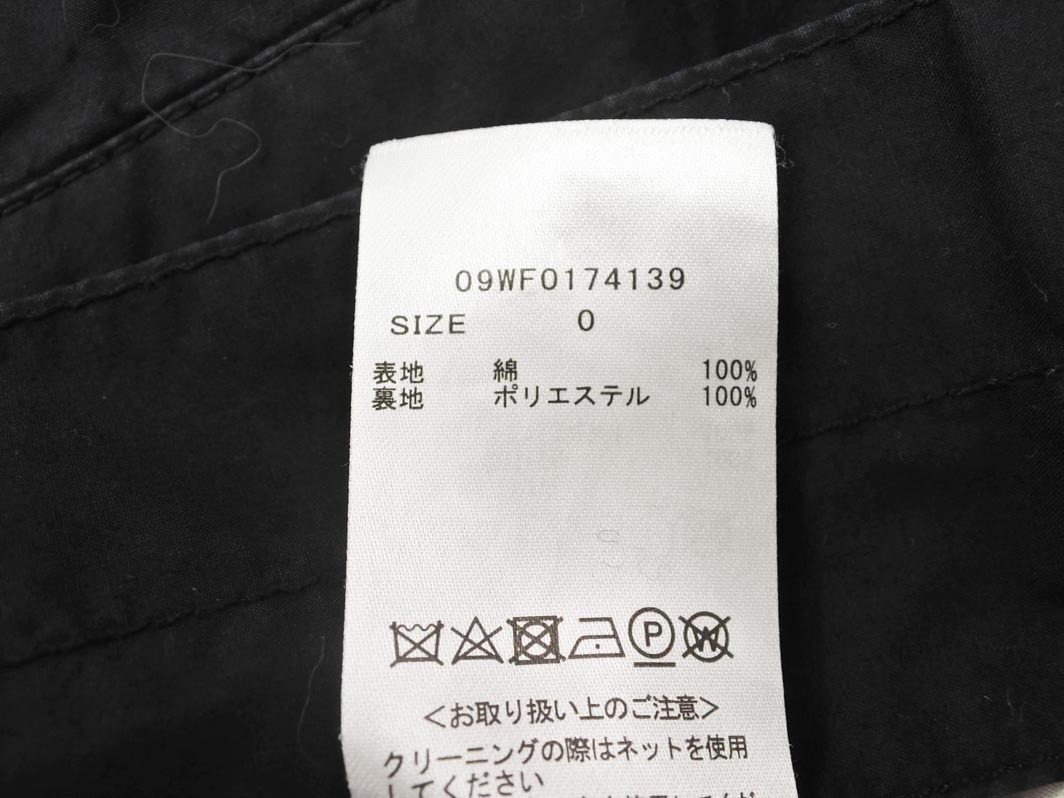 09WF0174139
SIZE 0
表地 綿 100%
裏地 ポリエステル 100%
P W
<お取り扱い上のご注意>
クリーニングの際はネットを使用
してください